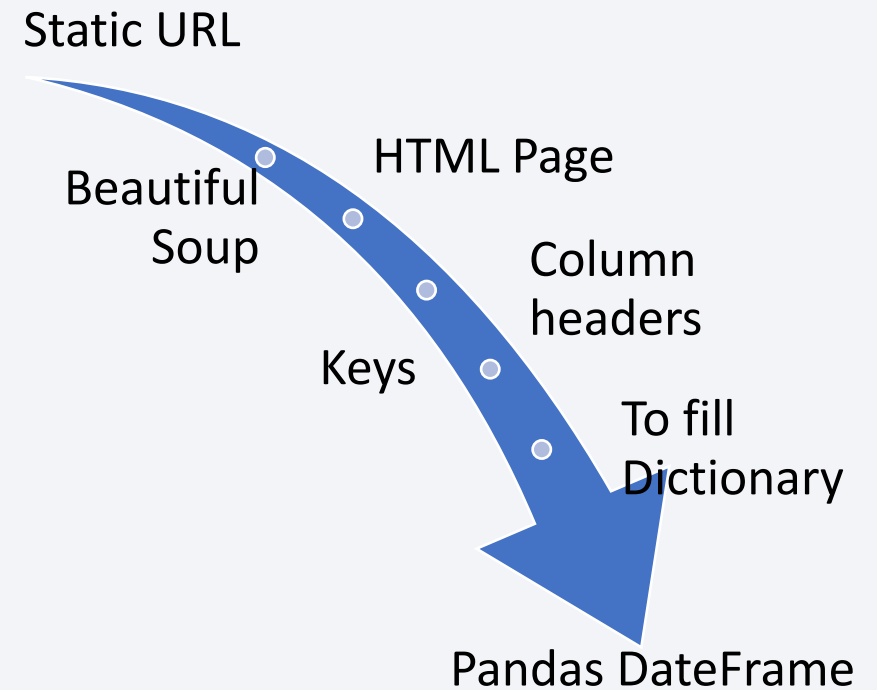 Static URL
HTML Page
Beautiful
Soup
Column
headers
Keys
To fill
Dictionary
Pandas DateFrame